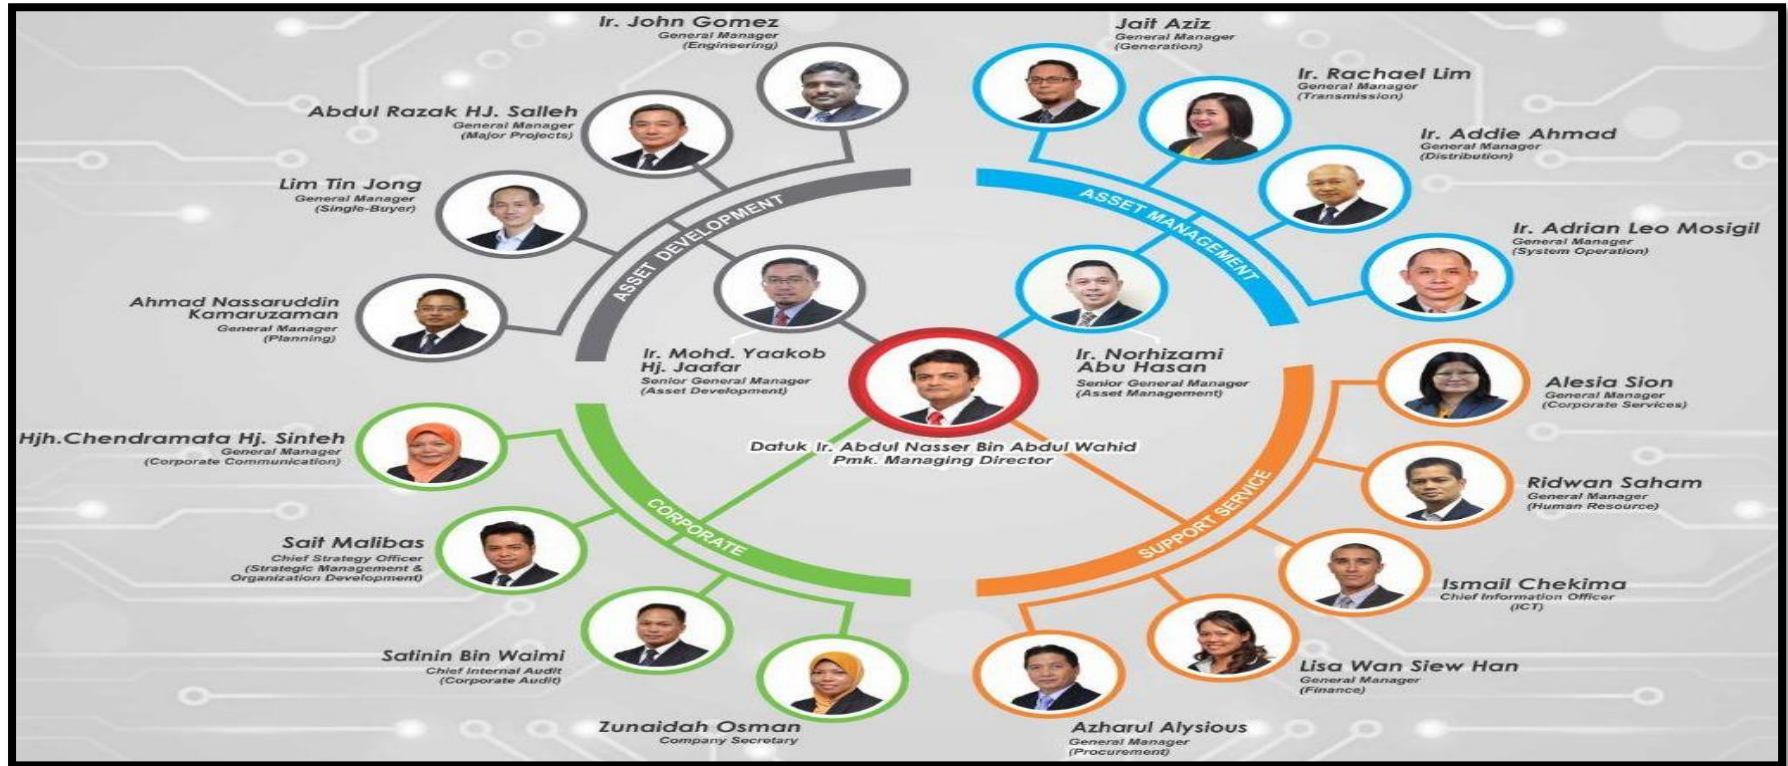 Ir. John Gomez
General Manager
(Engineering)
Jait Aziz
General Manager
(Generation)
Abdul Razak HJ. Salleh
General Manager
(Major Projects)
Ir. Rachael Lim
General Manager
(Transmission)
Lim Tin Jong
General Manager
(Single-Buyer)
Ir. Addie Ahmad
General Manager
(Distribution)
ASSET DEVELOPMENT
ASSET MANAGEMENT
Ahmad Nassaruddin
Kamaruzaman
General Manager
(Planning)
Ir. Adrian Leo Mosigil
General Manager
(System Operation)
Ir. Mohd. Yaakob
Hj. Jaafar
Senior General Manager
(Asset Development)
Ir. Norhizami
Abu Hasan
Senior General Manager
(Asset Management)
Datuk Ir. Abdul Nasser Bin Abdul Wahid
Pmk. Managing Director
Hjh.Chendramata Hj. Sinteh
General Manager
(Corporate Communication)
Alesia Sion
General Manager
(Corporate Services)
CORPORATE
SUPPORT SERVICE
Sait Malibas
Chief Strategy Officer
(Strategic Management &
Organization Development)
Ridwan Saham
General Manager
(Human Resource)
Satinin Bin Waimi
Chief Internal Audit
(Corporate Audit)
Ismail Chekima
Chief Information Officer
(ICT)
Zunaidah Osman
Company Secretary
Lisa Wan Siew Han
General Manager
(Finance)
Azharul Alysious
General Manager
(Procurement)